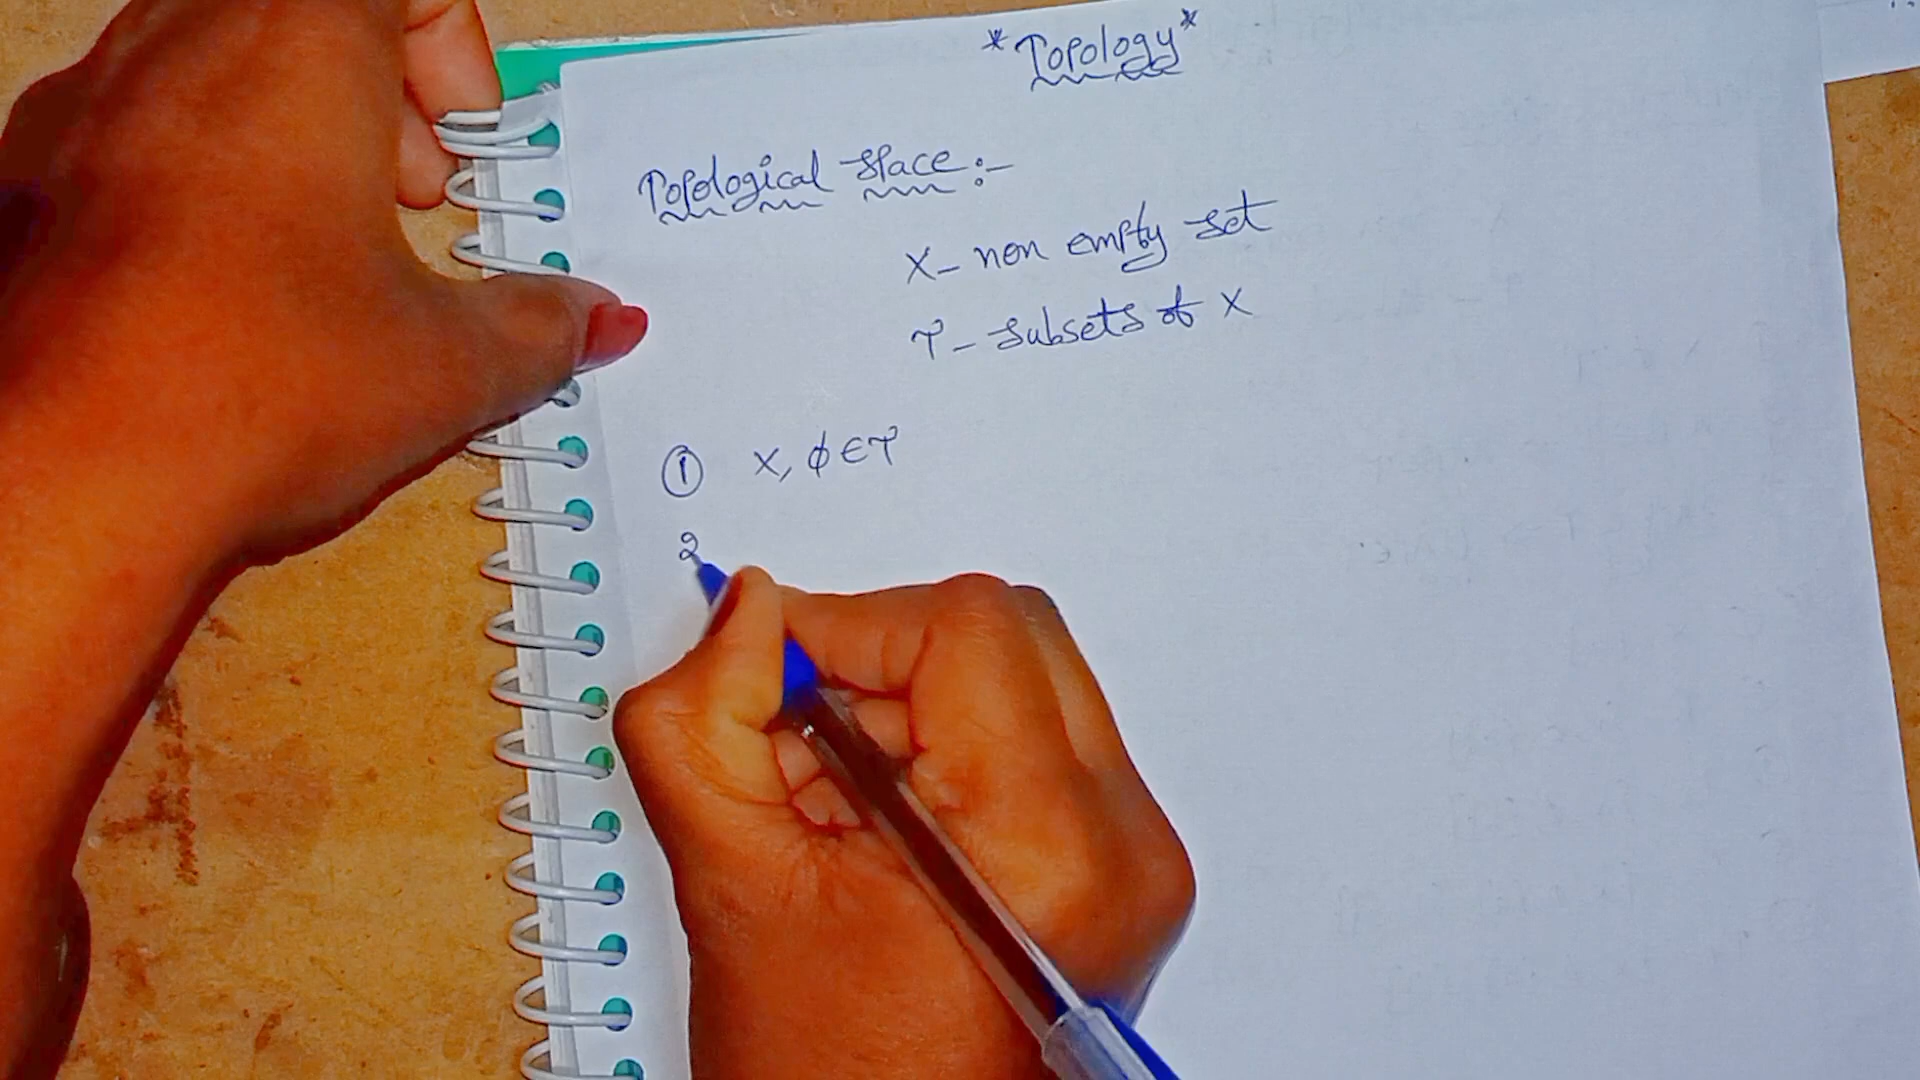 *Topology*
Topological space :-
X - non empty set
τ - subsets of X
① X, ϕ ∈ τ
2